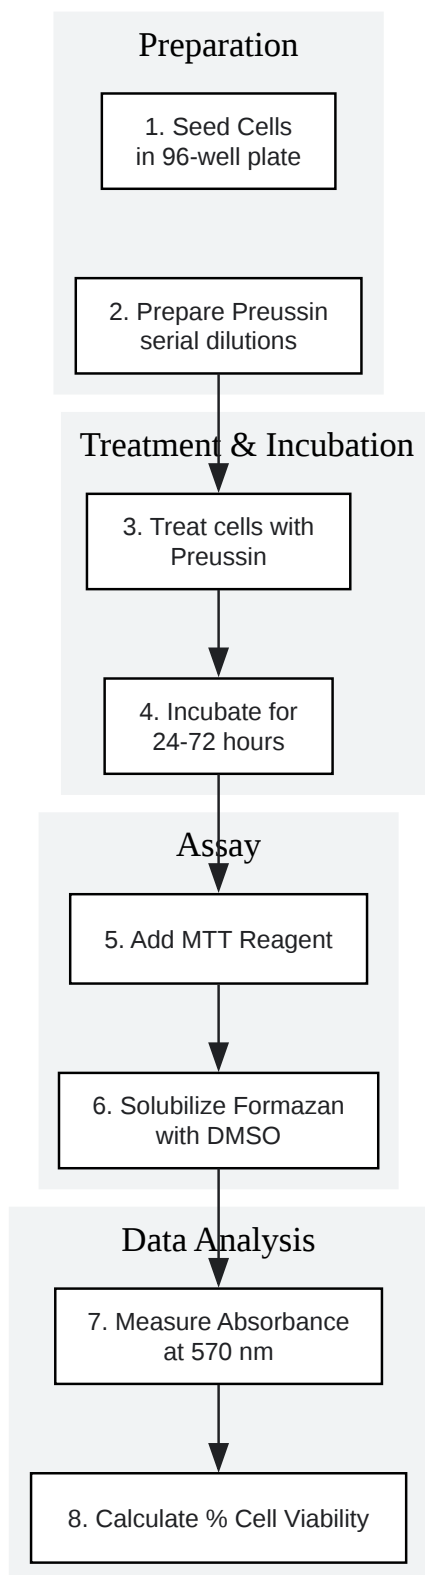 Preparation
1. Seed Cells
in 96-well plate
2. Prepare Preussin
serial dilutions
Treatment & Incubation
3. Treat cells with
Preussin
4. Incubate for
24-72 hours
Assay
5. Add MTT Reagent
6. Solubilize Formazan
with DMSO
Data Analysis
7. Measure Absorbance
at 570 nm
8. Calculate % Cell Viability